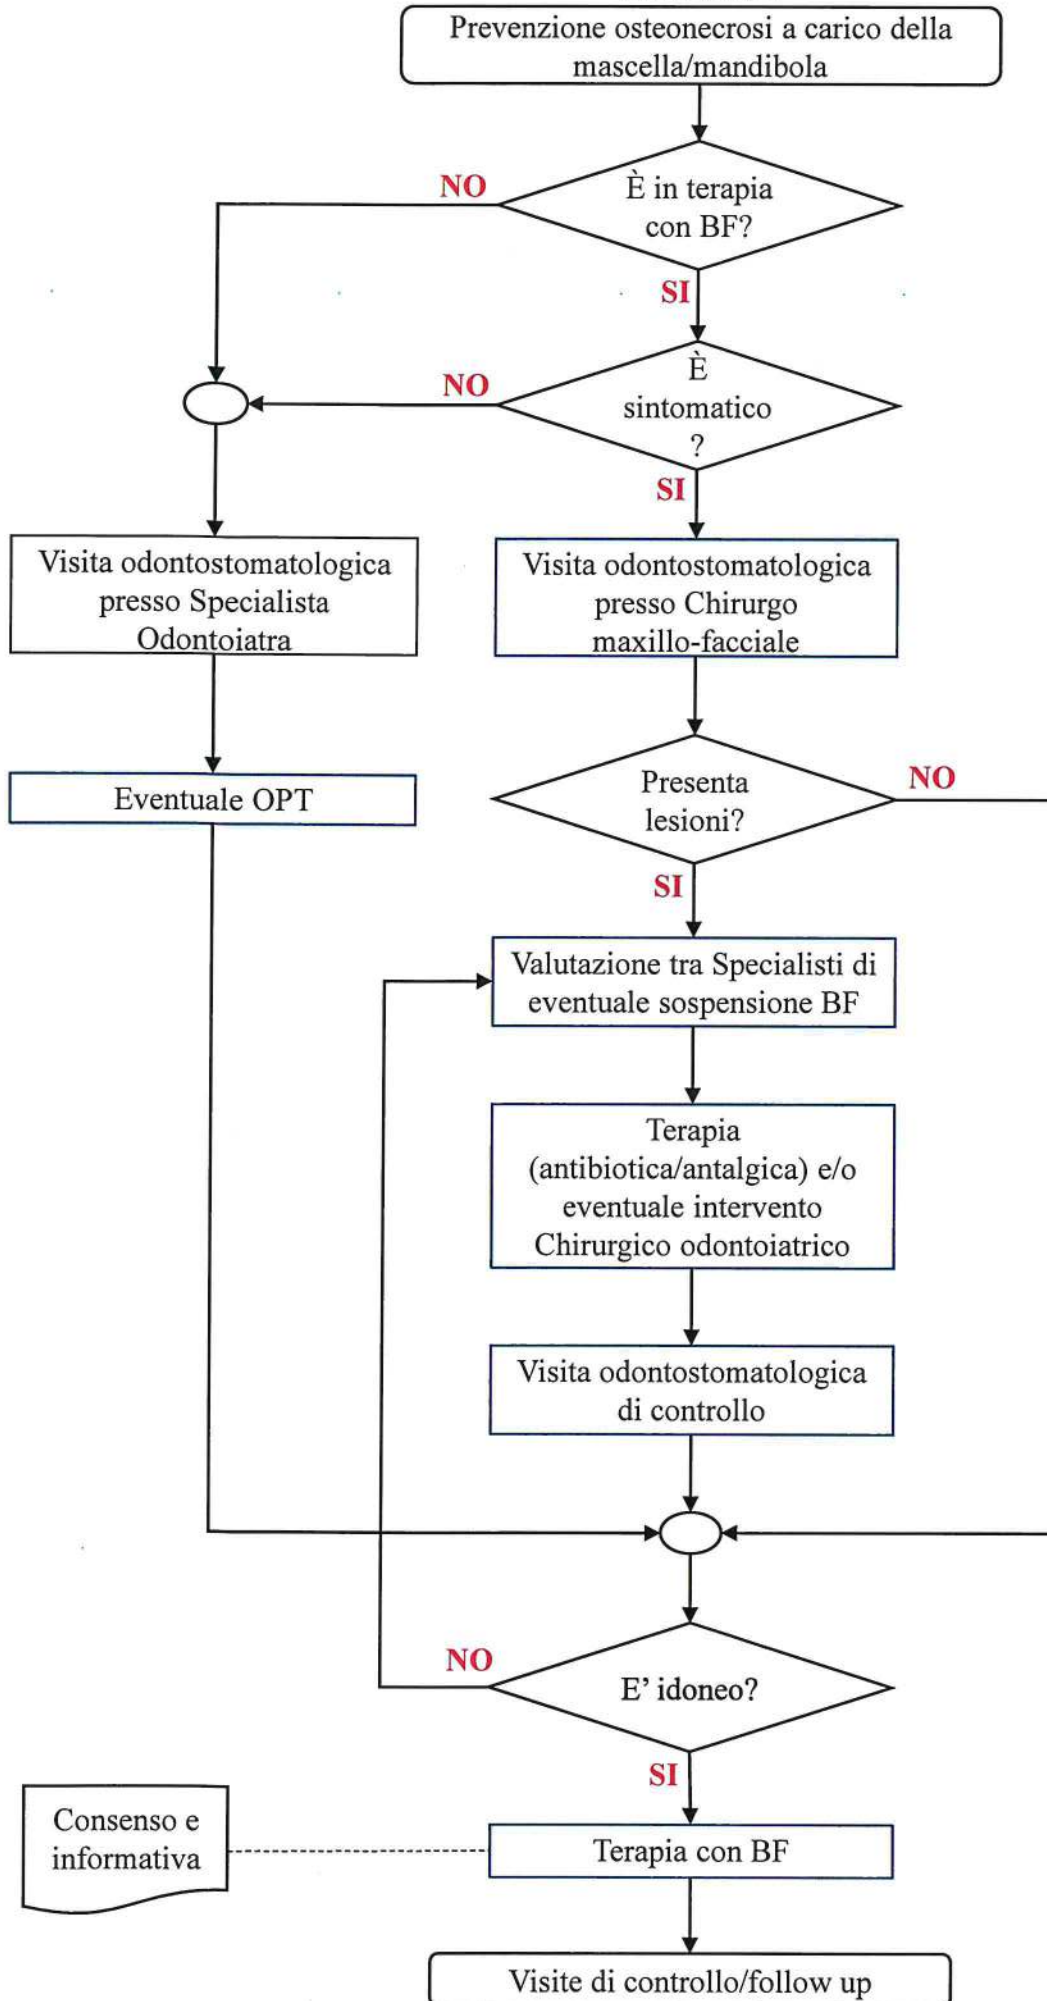 Prevenzione osteonecrosi a carico della
mascella/mandibola
NO
È in terapia
con BF?
SI
NO
È
sintomatico
?
SI
Visita odontostomatologica
presso Specialista
Odontoiatra
Visita odontostomatologica
presso Chirurgo
maxillo-facciale
Eventuale OPT
Presenta
lesioni?
NO
SI
Valutazione tra Specialisti di
eventuale sospensione BF
Terapia
(antibiotica/antalgica) e/o
eventuale intervento
Chirurgico odontoiatrico
Visita odontostomatologica
di controllo
NO
E’ idoneo?
SI
Consenso e
informativa
Terapia con BF
Visite di controllo/follow up